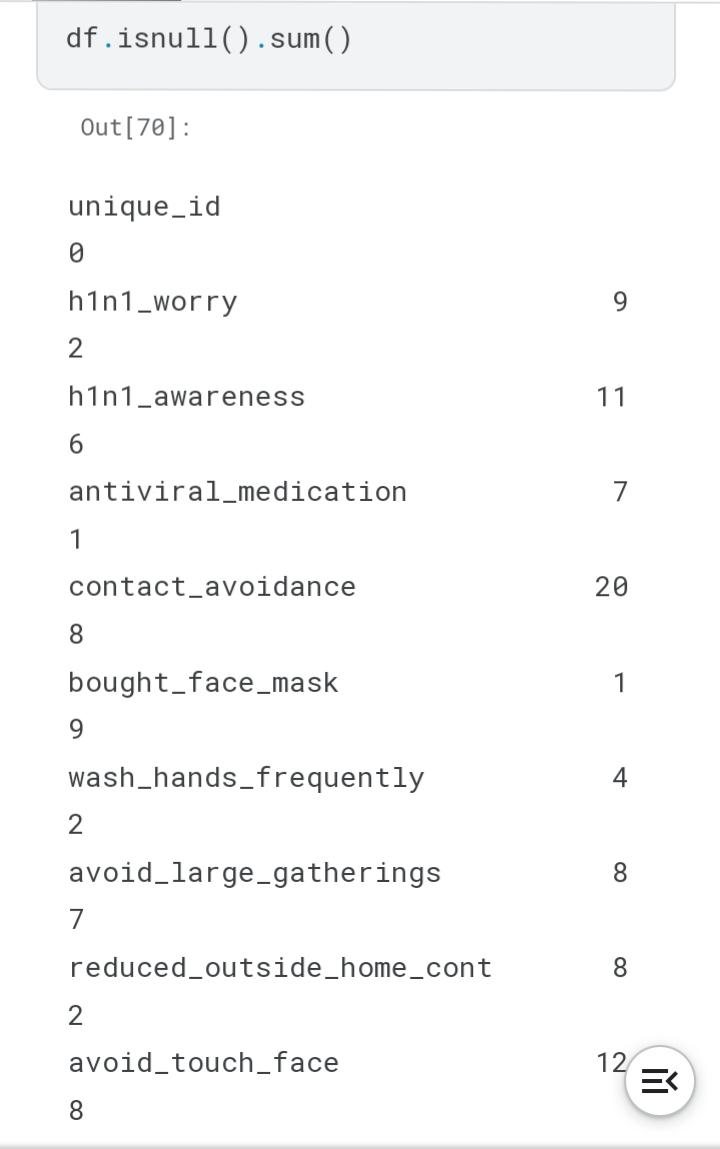 df.isnull().sum()
Out[70]:
unique_id
0
h1n1_worry 9
2
h1n1_awareness 11
6
antiviral_medication 7
1
contact_avoidance 20
8
bought_face_mask 1
9
wash_hands_frequently 4
2
avoid_large_gatherings 8
7
reduced_outside_home_cont 8
2
avoid_touch_face 12
8